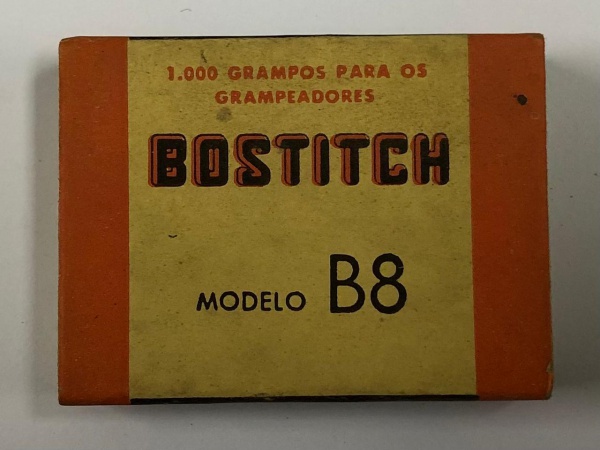 1.000 GRAMPOS PARA OS
GRAMPEADORES
BOSTITCH
MODELO B8